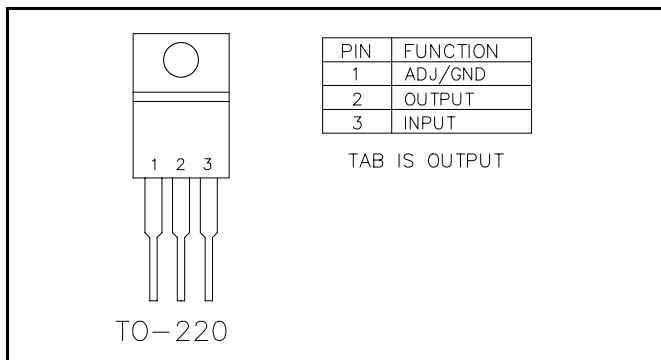 1 2 3
TO-220
PIN FUNCTION
1 ADJ/GND
2 OUTPUT
3 INPUT
TAB IS OUTPUT